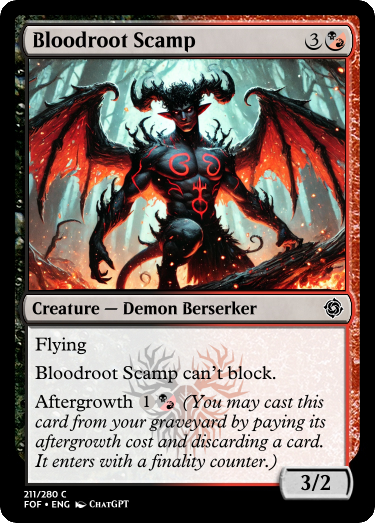 Bloodroot Scamp 3
Creature — Demon Berserker
Flying
Bloodroot Scamp can't block.
Aftergrowth 1 (You may cast this
card from your graveyard by paying its
aftergrowth cost and discarding a card.
It enters with a finality counter.)
3/2
211/280 C
FOF • ENG ChatGPT